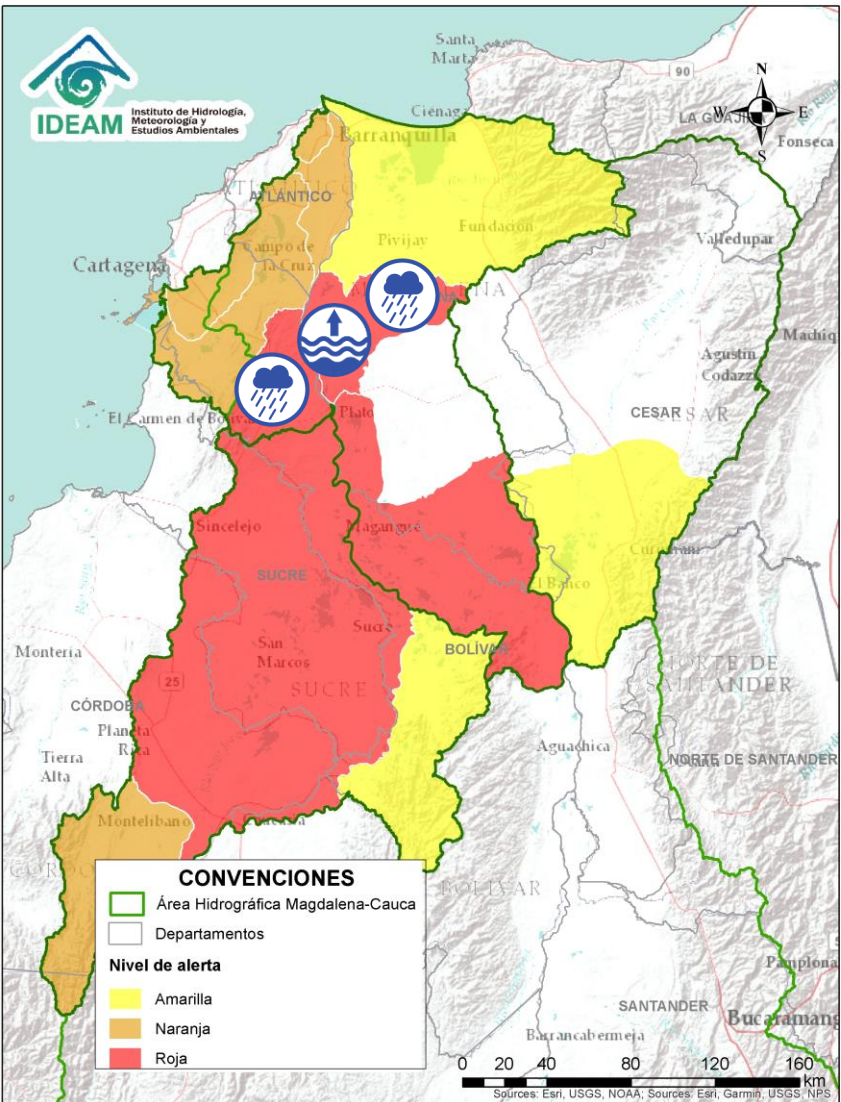 IDEAM
Instituto de Hidrología,
Meteorología y
Estudios Ambientales
Santa
Marta
90
N
W
E
S
LA GUAJIRA
Ciénaga
Barranquilla
Fonseca
ATLÁNTICO
Pivijay
Fundación
Campo de
la Cruz
Valledupar
Cartagena
Agustín
Codazzi
El Carmen de Bolívar
Plato
CESAR
CESAR
Sincelejo
Magangué
SUCRE
El Banco
Sucre
Montería
San
Marcos
BOLÍVAR
SUCRE
25
NORTE DE
SANTANDER
CÓRDOBA
Planeta
Rica
Tierra
Alta
Aguachica
NORTE DE SANTANDER
Montelibano
BOLÍVAR
CONVENCIONES
Área Hidrográfica Magdalena-Cauca
Departamentos
Nivel de alerta
Amarilla
Naranja
Roja
Pamplona
SANTANDER
Bucaramang
Barrancabermeja
0 20 40 80 120 160
km
Sources: Esri, USGS, NOAA; Sources: Esri, Garmin, USGS, NPS